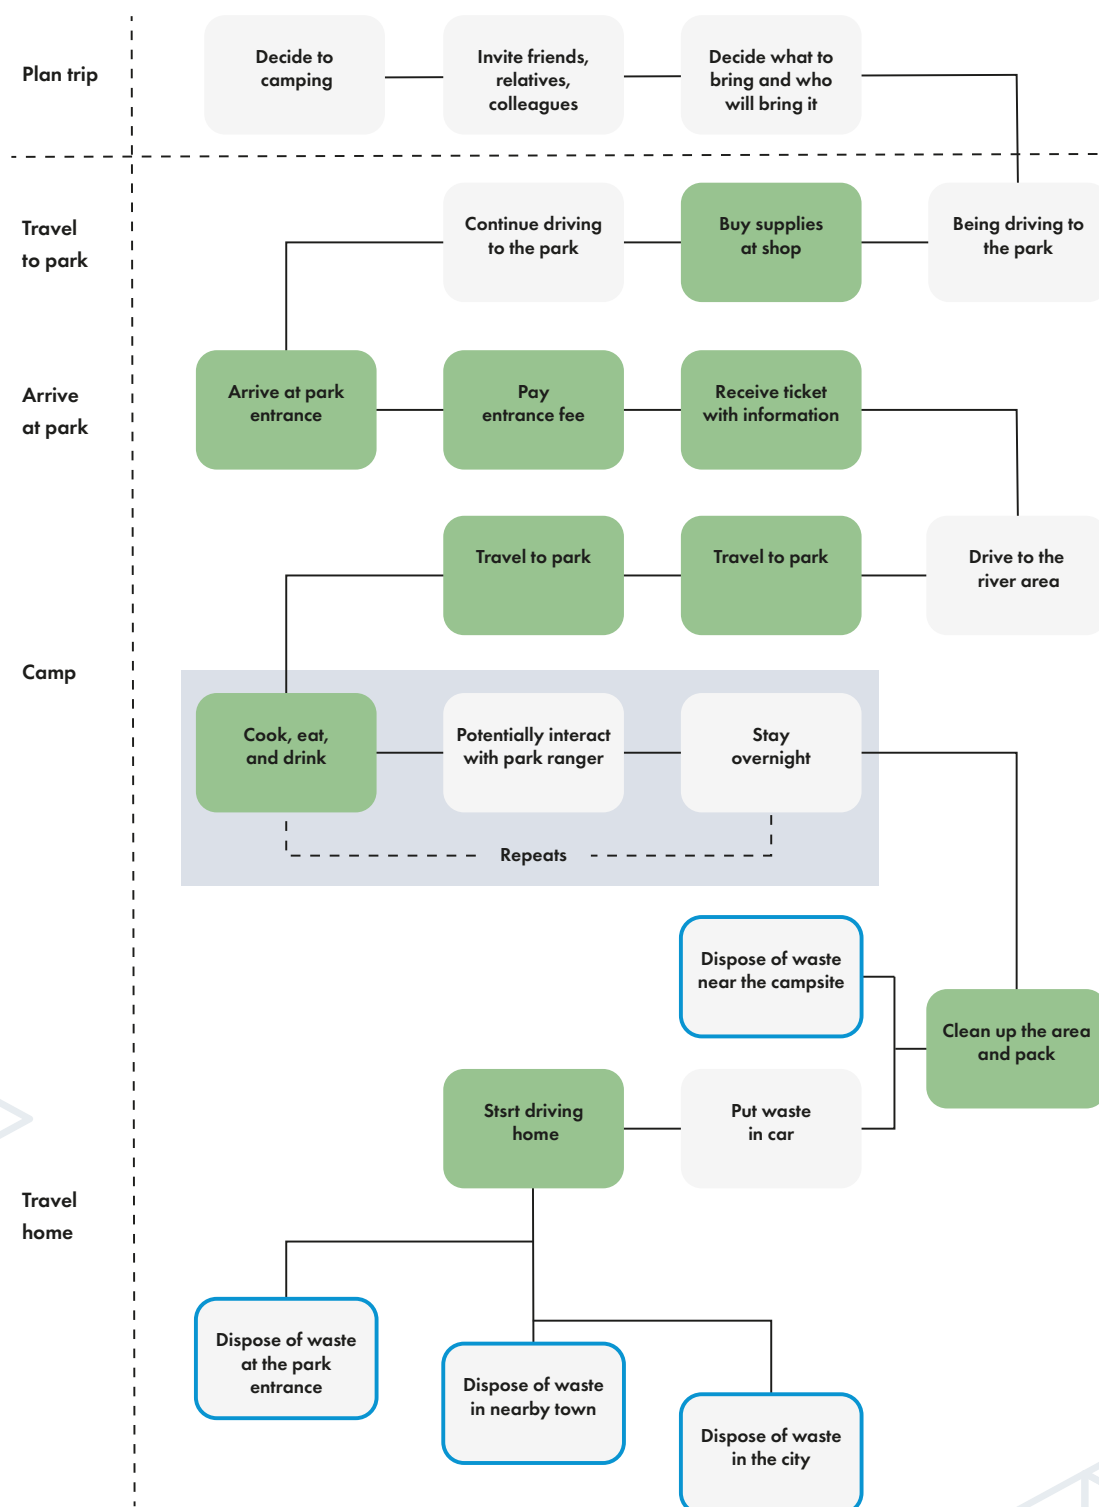 Plan trip
Decide to
camping
Invite friends,
relatives,
colleagues
Decide what to
bring and who
will bring it
Travel
to park
Continue driving
to the park
Buy supplies
at shop
Being driving to
the park
Arrive
at park
Arrive at park
entrance
Pay
entrance fee
Receive ticket
with information
Travel to park
Travel to park
Drive to the
river area
Camp
Cook, eat,
and drink
Potentially interact
with park ranger
Stay
overnight
Repeats
Dispose of waste
near the campsite
Clean up the area
and pack
Stsrt driving
home
Put waste
in car
Travel
home
Dispose of waste
at the park
entrance
Dispose of waste
in nearby town
Dispose of waste
in the city